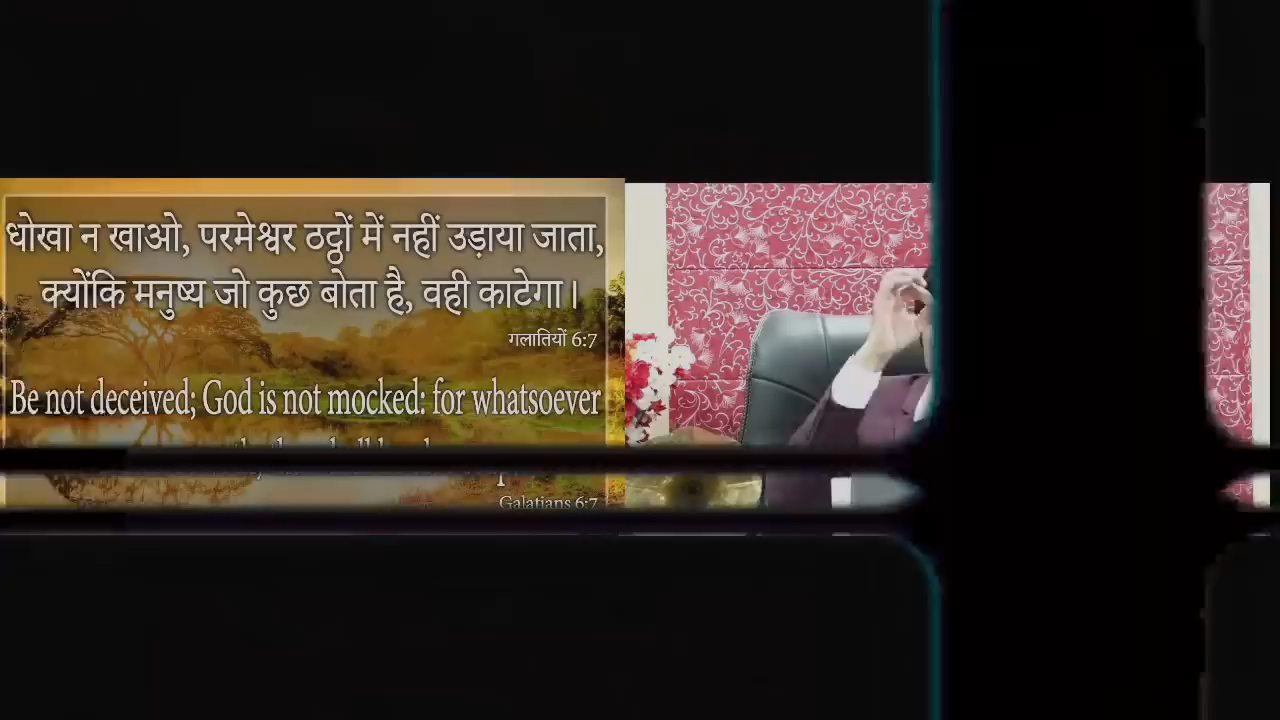 धोखा न खाओ, परमेश्वर ठट्ठों में नहीं उड़ाया जाता,
क्योंकि मनुष्य जो कुछ बोता है, वही काटेगा।
गलातियों 6:7
Be not deceived; God is not mocked: for whatsoever
Galatians 6:7